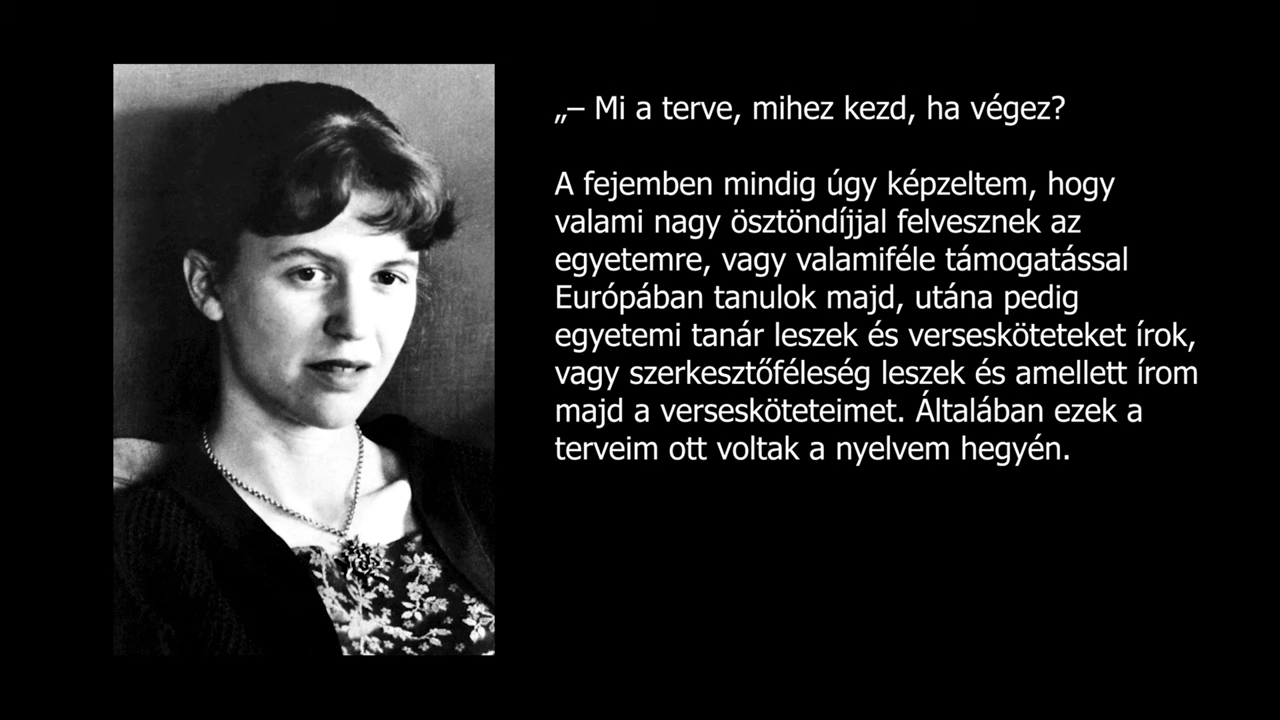 „– Mi a terve, mihez kezd, ha végez?
A fejemben mindig úgy képzeltem, hogy
valami nagy ösztöndíjjal felvesznek az
egyetemre, vagy valamiféle támogatással
Európában tanulok majd, utána pedig
egyetemi tanár leszek és versesköteteket írok,
vagy szerkesztőféleség leszek és amellett írom
majd a versesköteteimet. Általában ezek a
terveim ott voltak a nyelvem hegyén.